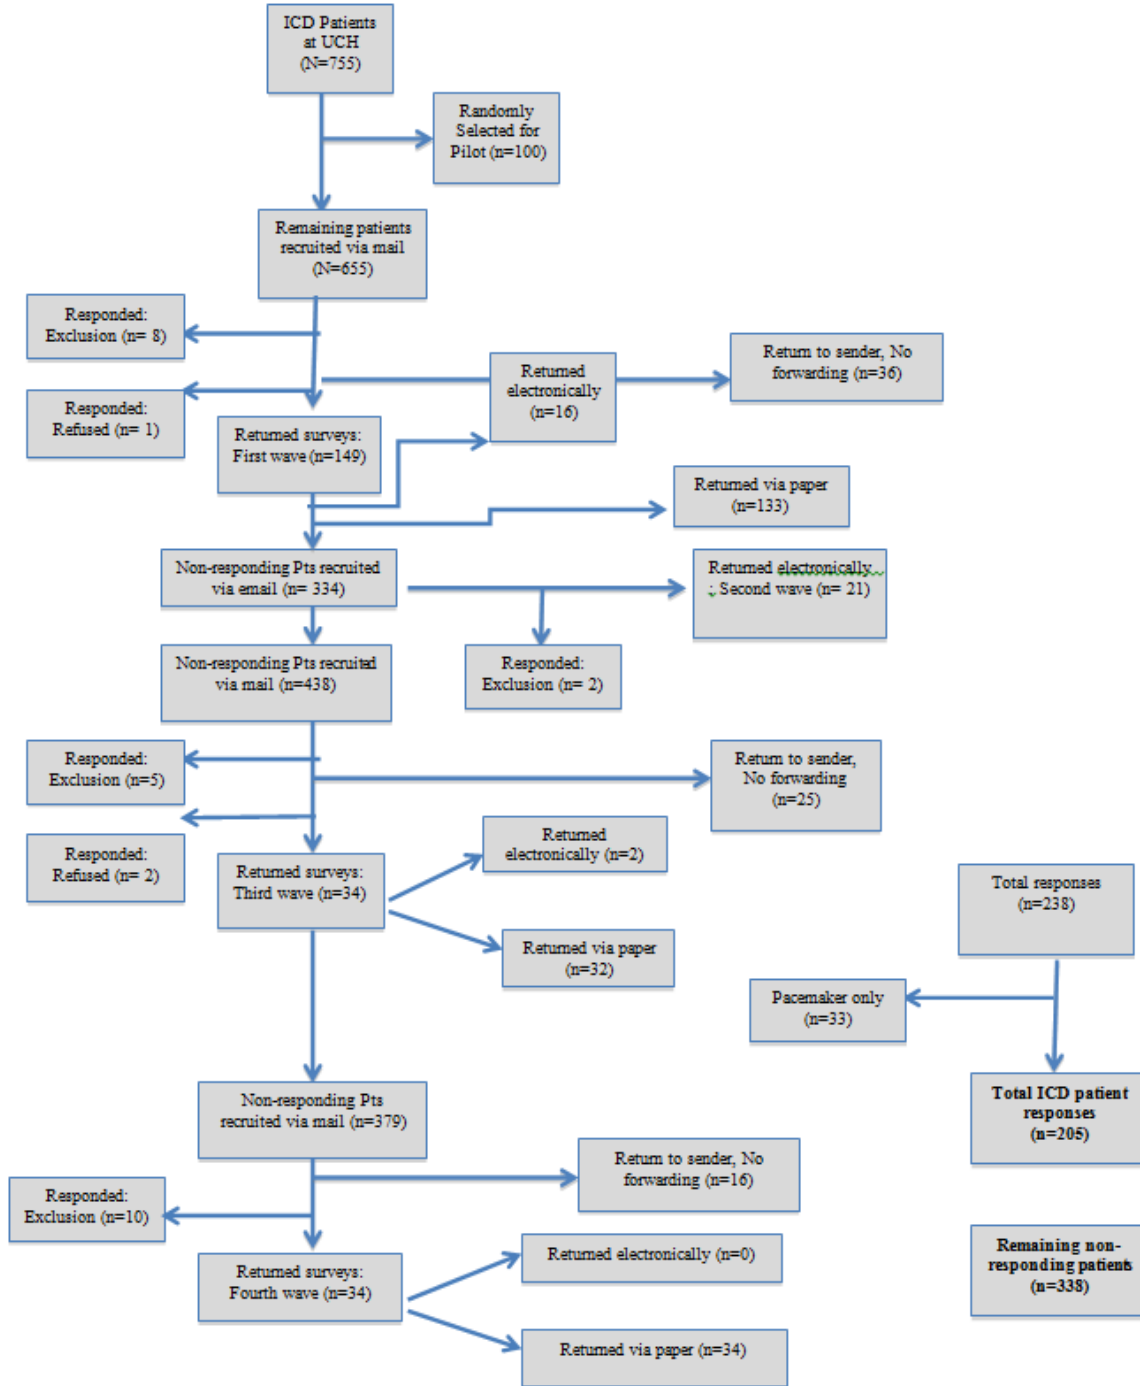 ICD Patients
at UCH
(N=755)
Randomly
Selected for
Pilot (n=100)
Remaining patients
recruited via mail
(N=655)
Responded:
Exclusion (n= 8)
Return to sender, No
forwarding (n=36)
Returned
electronically
(n=16)
Responded:
Refused (n= 1)
Returned surveys:
First wave (n=149)
Returned via paper
(n=133)
Non-responding Pts recruited
via email (n= 334)
Returned electronically
; Second wave (n= 21)
Non-responding Pts recruited
via mail (n=438)
Responded:
Exclusion (n= 2)
Responded:
Exclusion (n=5)
Return to sender,
No forwarding
(n=25)
Responded:
Refused (n= 2)
Returned
electronically (n=2)
Returned surveys:
Third wave (n=34)
Returned via paper
(n=32)
Total responses
(n=238)
Pacemaker only
(n=33)
Total ICD patient
responses
(n=205)
Non-responding Pts
recruited via mail (n=379)
Return to sender, No
forwarding (n=16)
Responded:
Exclusion (n=10)
Remaining non-
responding patients
(n=338)
Returned surveys:
Fourth wave (n=34)
Returned electronically (n=0)
Returned via paper (n=34)